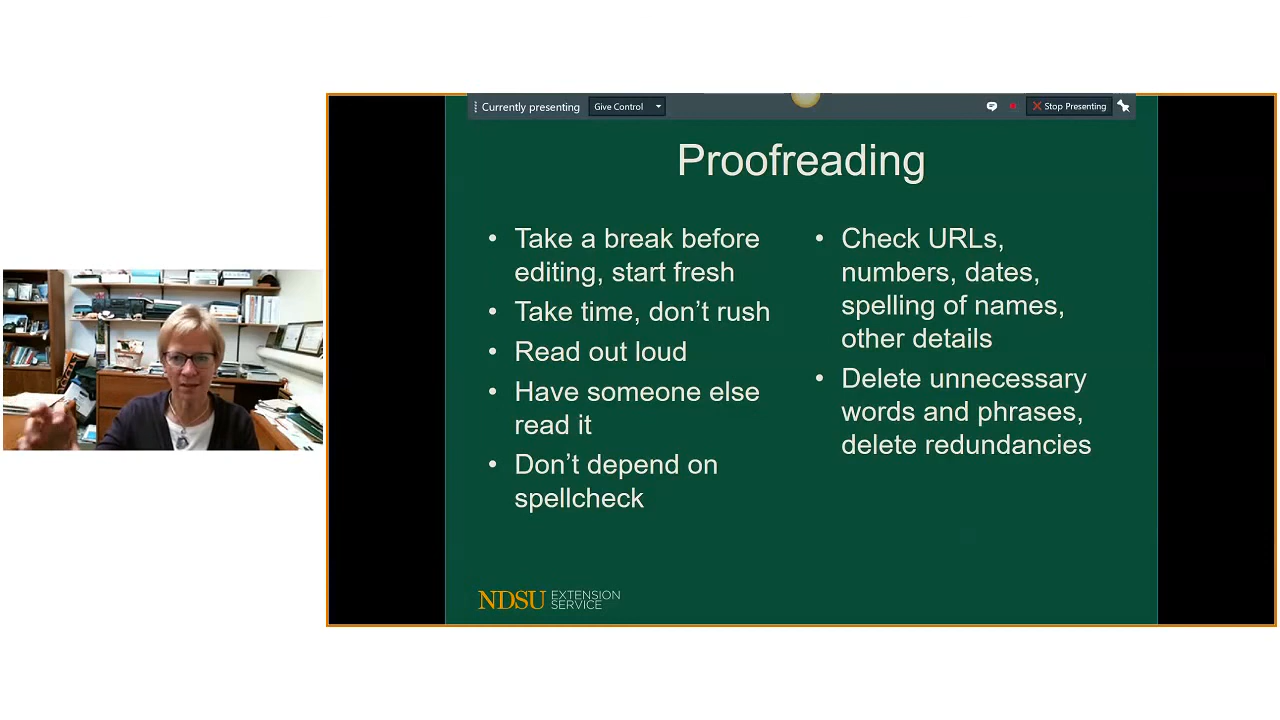 Currently presenting
Give Control
Stop Presenting
Proofreading
• Take a break before
editing, start fresh
• Take time, don’t rush
• Read out loud
• Have someone else
read it
• Don’t depend on
spellcheck
• Check URLs,
numbers, dates,
spelling of names,
other details
• Delete unnecessary
words and phrases,
delete redundancies
NDSU EXTENSION
SERVICE